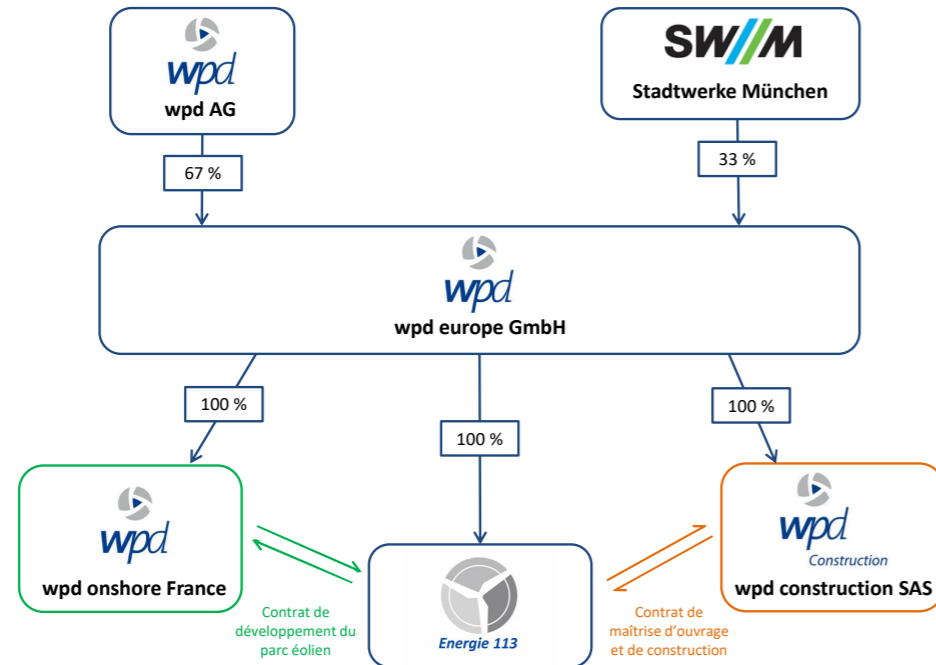 wpd
wpd AG
SW//M
Stadtwerke München
67 %
33 %
wpd
wpd europe GmbH
100 %
100 %
100 %
wpd
wpd onshore France
wpd
Construction
wpd construction SAS
Contrat de
développement du
parc éolien
Energie 113
Contrat de
maîtrise d'ouvrage
et de construction